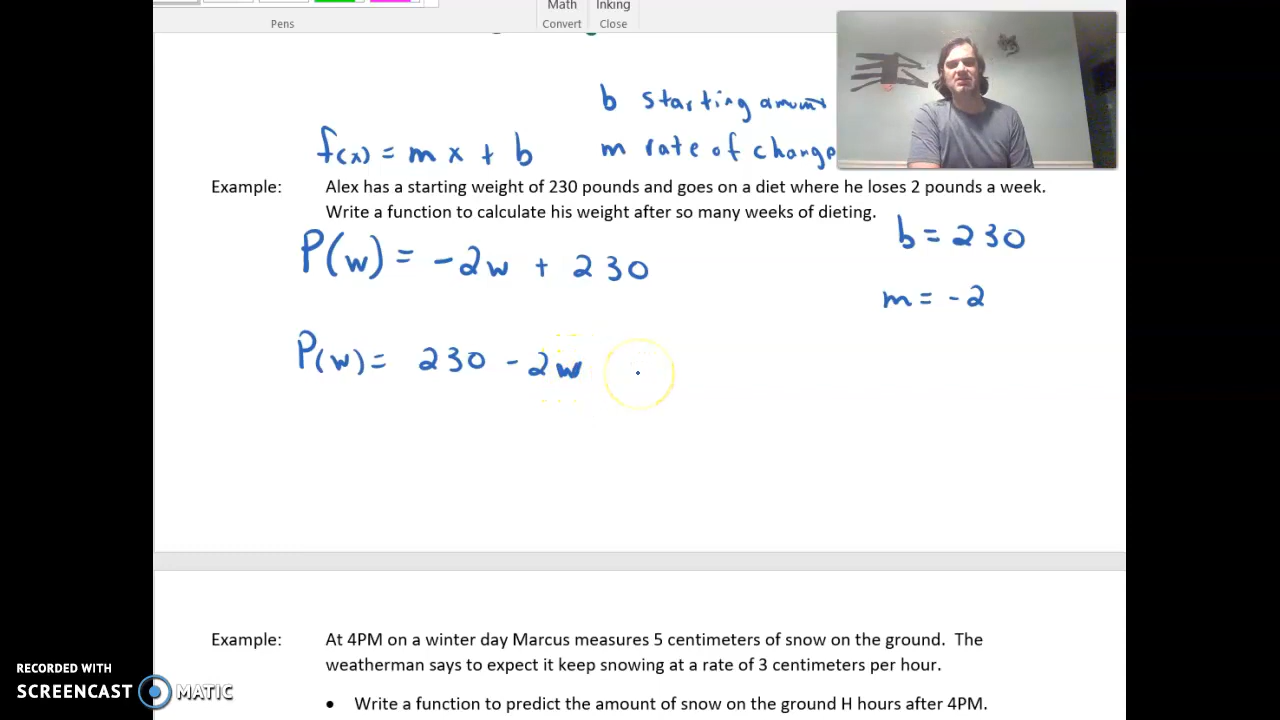 Math Inking
Pens Convert Close
b starting amount
f(x) = mx + b m rate of change
Example: Alex has a starting weight of 230 pounds and goes on a diet where he loses 2 pounds a week.
Write a function to calculate his weight after so many weeks of dieting.
b = 230
P(w) = -2w + 230
m = -2
P(w) = 230 - 2w
Example: At 4PM on a winter day Marcus measures 5 centimeters of snow on the ground. The
weatherman says to expect it keep snowing at a rate of 3 centimeters per hour.
• Write a function to predict the amount of snow on the ground H hours after 4PM.
RECORDED WITH
SCREENCAST MATIC